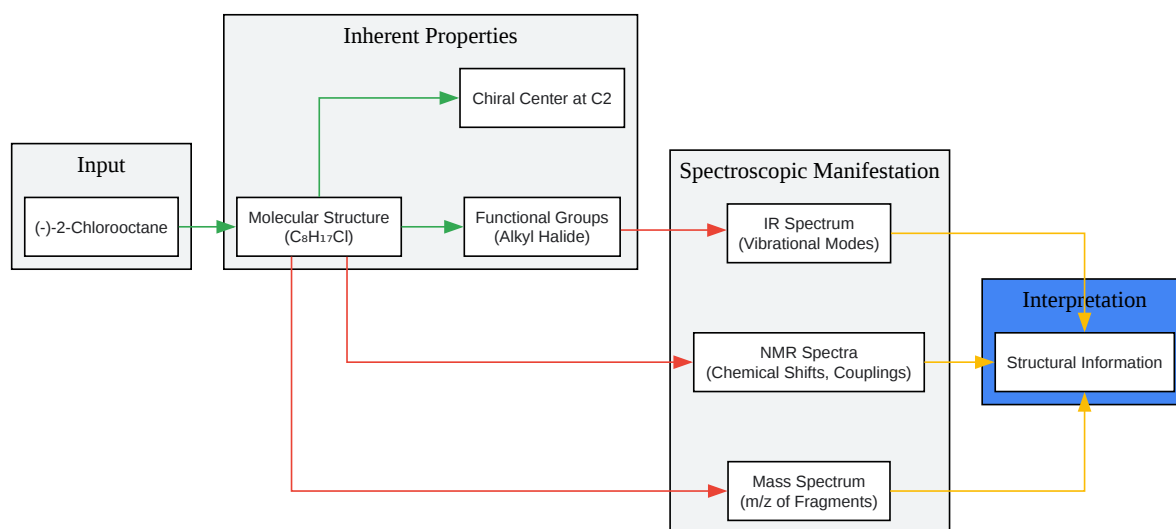 Input
(-)-2-Chlorooctane
Inherent Properties
Chiral Center at C2
Molecular Structure
(C₈H₁₇Cl)
Functional Groups
(Alkyl Halide)
Spectroscopic Manifestation
IR Spectrum
(Vibrational Modes)
NMR Spectra
(Chemical Shifts, Couplings)
Mass Spectrum
(m/z of Fragments)
Interpretation
Structural Information